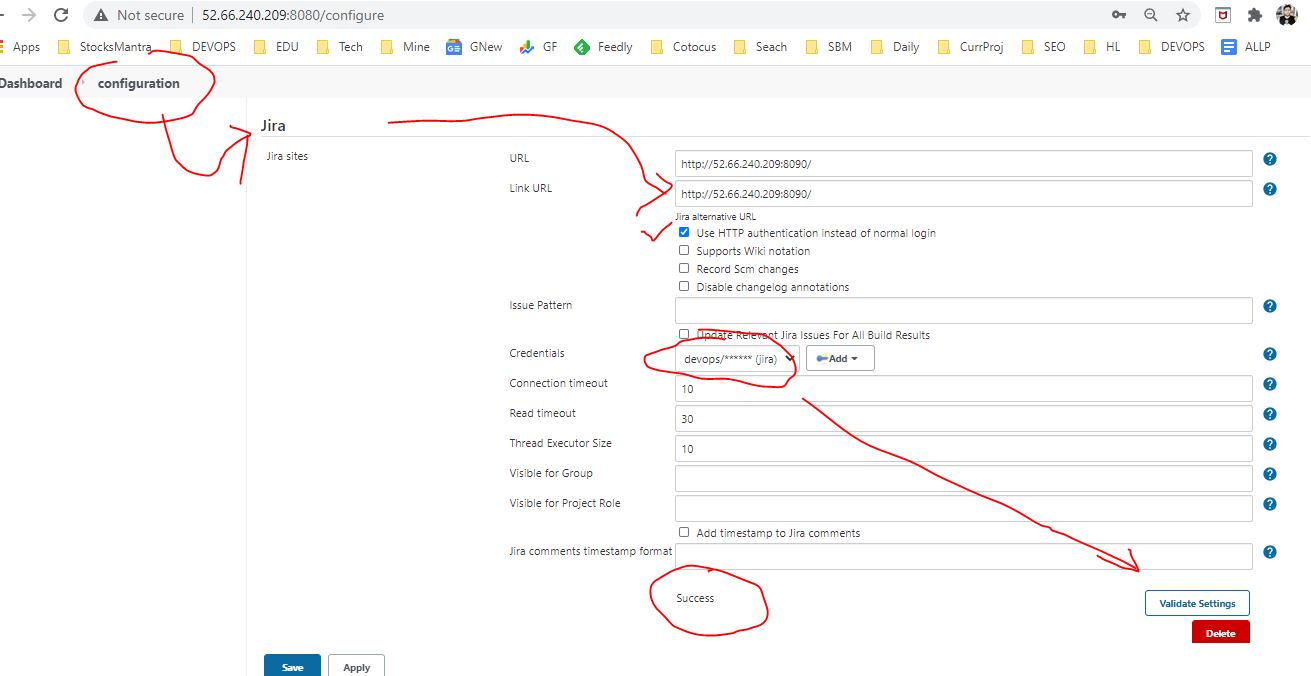 Not secure | 52.66.240.209:8080/configure
Apps StocksMantra DEVOPS EDU Tech Mine GNew GF Feedly Cotocus Seach SBM Daily CurrProj SEO HL DEVOPS ALLP
Dashboard configuration
Jira
Jira sites
URL http://52.66.240.209:8090/ ?
Link URL http://52.66.240.209:8090/ ?
Jira alternative URL
Use HTTP authentication instead of normal login
Supports Wiki notation
Record Scm changes
Disable changelog annotations
Issue Pattern ?
Update Relevant Jira Issues For All Build Results
Credentials devops/****** (jira) Add ?
Connection timeout 10 ?
Read timeout 30 ?
Thread Executor Size 10 ?
Visible for Group ?
Visible for Project Role ?
Add timestamp to Jira comments
Jira comments timestamp format ?
Success
Validate Settings
Delete
Save Apply